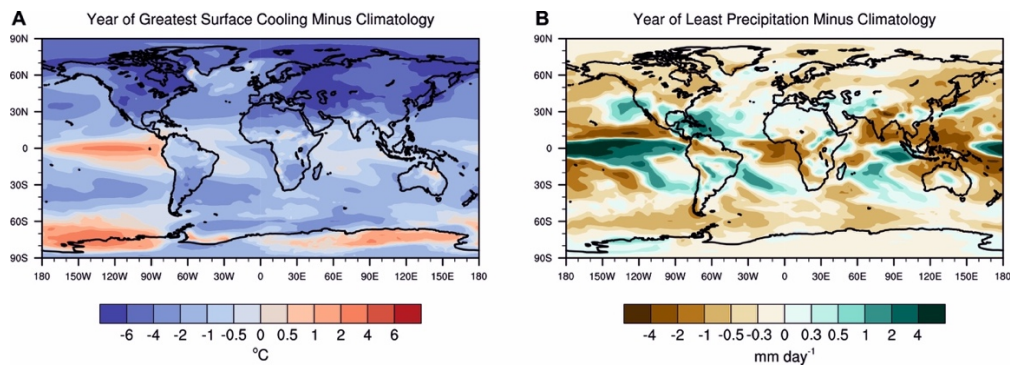 A Year of Greatest Surface Cooling Minus Climatology
90N
60N
30N
0
30S
60S
90S
180 150W 120W 90W 60W 30W 0 30E 60E 90E 120E 150E 180
-6 -4 -2 -1 -0.5 0 0.5 1 2 4 6
°C
B Year of Least Precipitation Minus Climatology
90N
60N
30N
0
30S
60S
90S
180 150W 120W 90W 60W 30W 0 30E 60E 90E 120E 150E 180
-4 -2 -1 -0.5 -0.3 0 0.3 0.5 1 2 4
mm day⁻¹